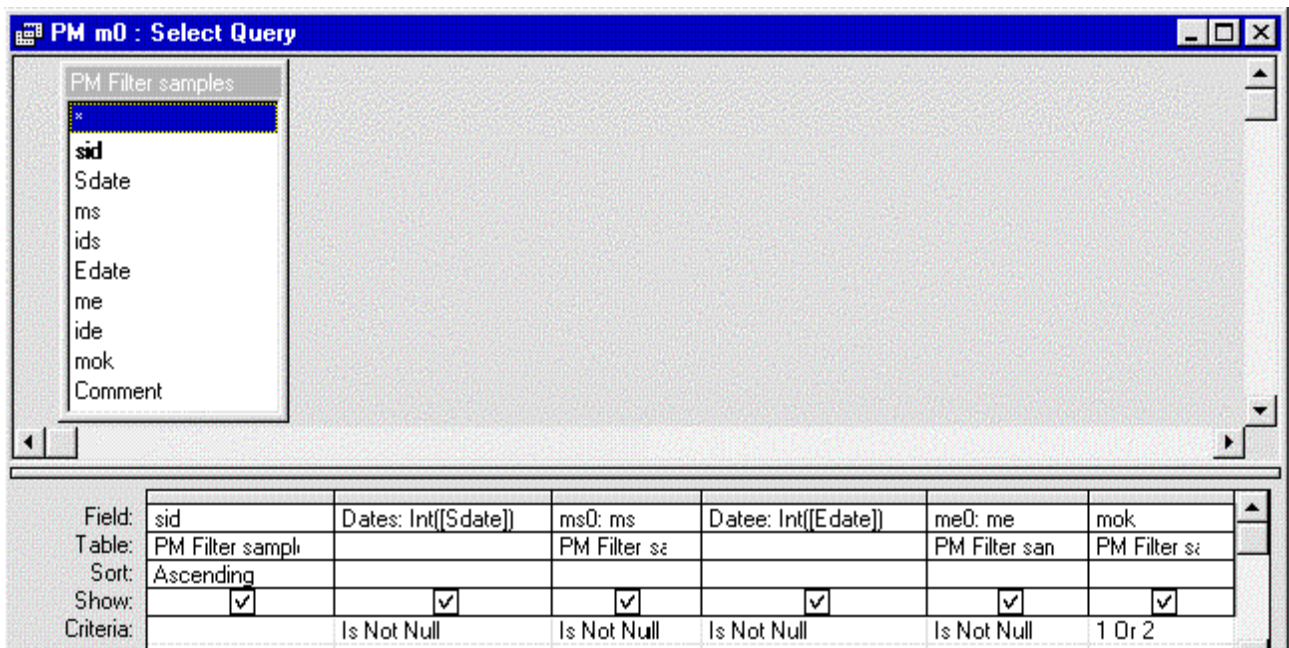 PM m0 : Select Query
PM Filter samples
*
sid
Sdate
ms
ids
Edate
me
ide
mok
Comment
Field: sid Dates: Int([Sdate]) ms0: ms Datee: Int([Edate]) me0: me mok
Table: PM Filter sampl PM Filter sa PM Filter san PM Filter sa
Sort: Ascending
Show:
Criteria: Is Not Null Is Not Null Is Not Null Is Not Null 1 Or 2